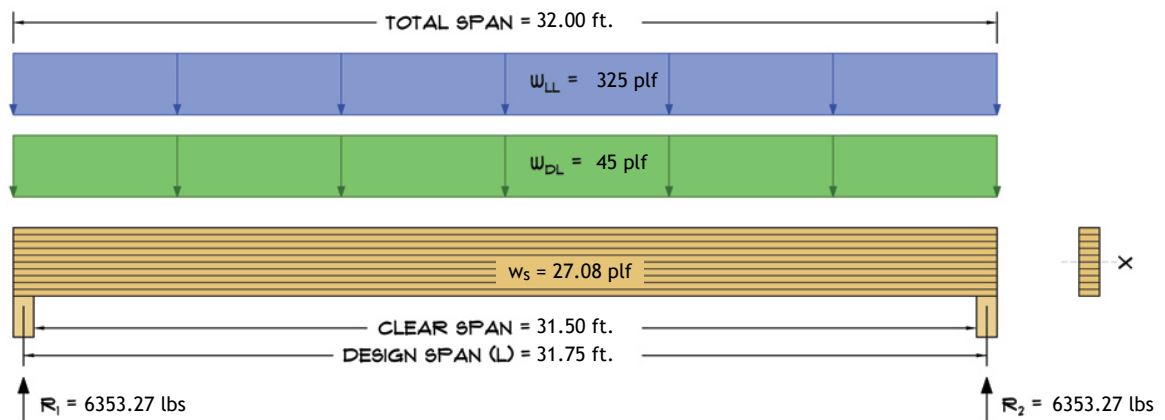 TOTAL SPAN = 32.00 ft.
WLL = 325 plf
WDL = 45 plf
ws = 27.08 plf
X
CLEAR SPAN = 31.50 ft.
DESIGN SPAN (L) = 31.75 ft.
R1 = 6353.27 lbs
R2 = 6353.27 lbs